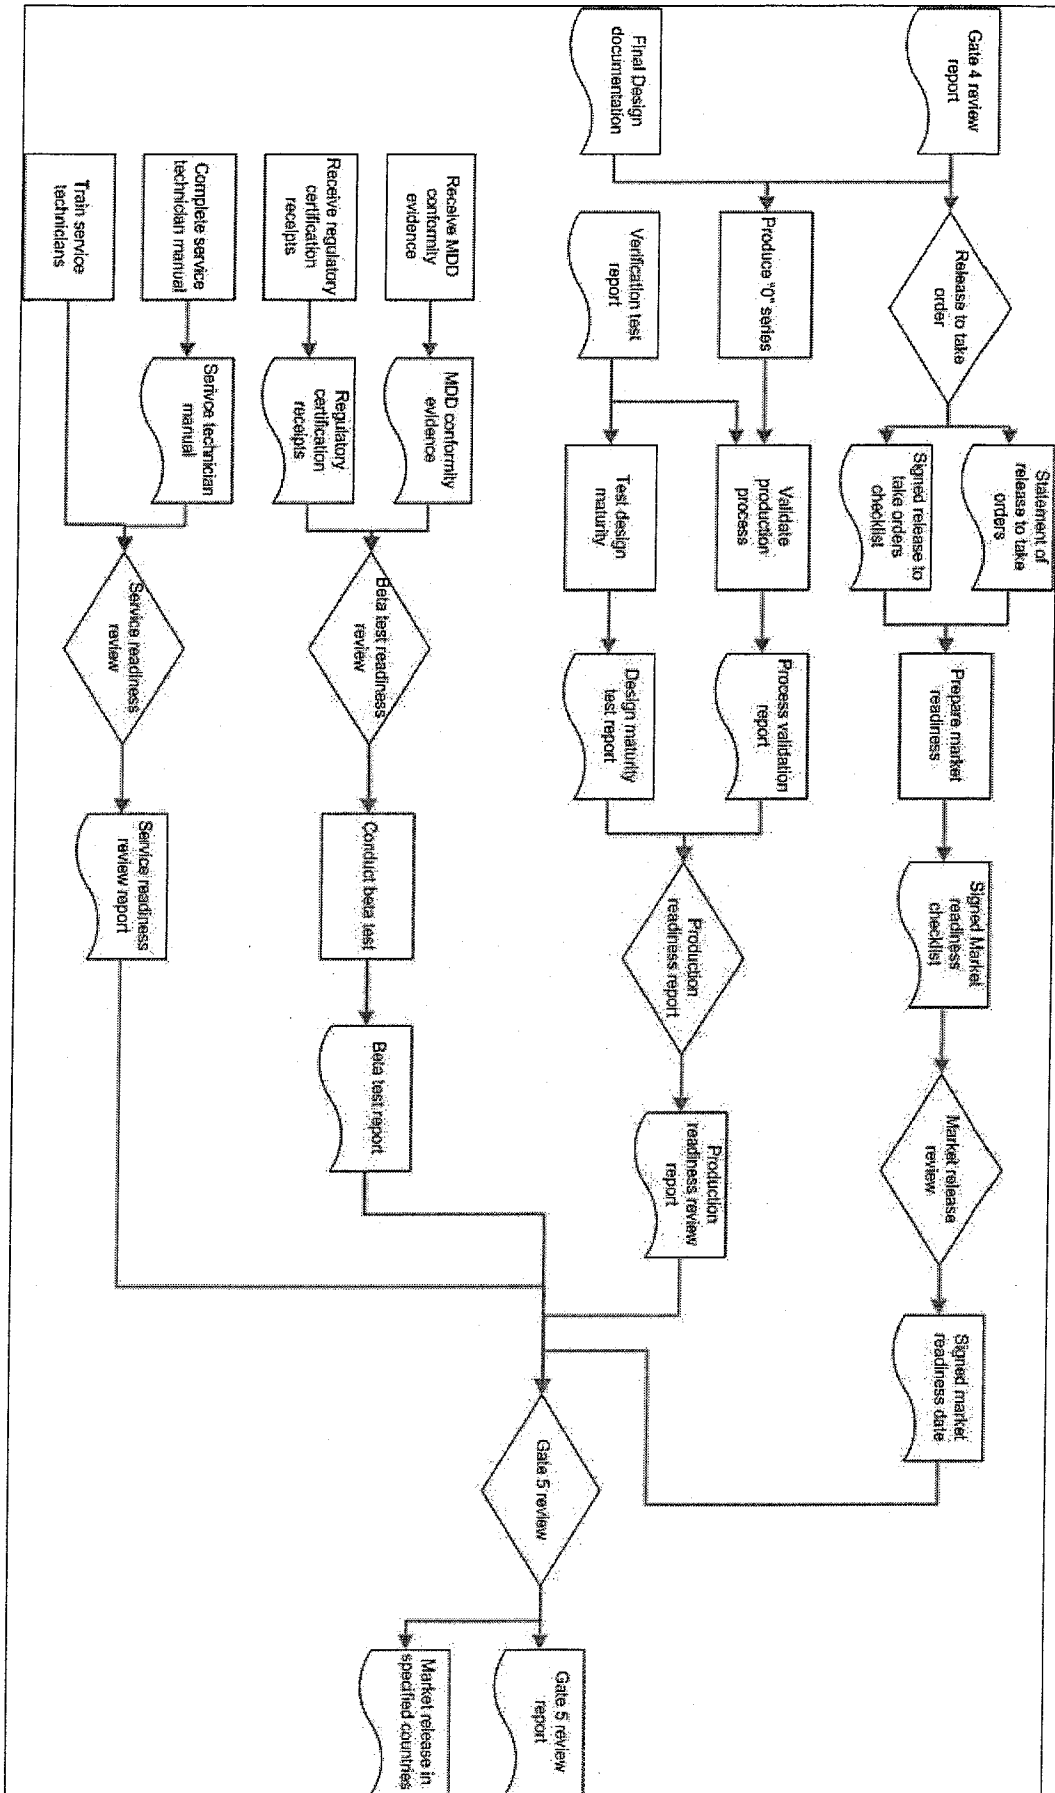 Gate 4 review
report
Release to take
order
Statement of
release to take
orders
Signed release to
take orders
checklist
Prepare market
readiness
Signed Market
readiness
checklist
Market release
review
Signed market
readiness date
Final Design
documentation
Produce "0" series
Verification test
report
Validate
production
process
Test design
maturity
Process validation
report
Design maturity
test report
Production
readiness report
Production
readiness review
report
Receive MDD
conformity
evidence
MDD conformity
evidence
Receive regulatory
certification
receipts
Regulatory
certification
receipts
Beta test readiness
review
Conduct beta test
Beta test report
Complete service
technician manual
Serivce technician
manual
Train service
technicians
Service readiness
review
Service readiness
review report
Gate 5 review
Gate 5 review
report
Market release in
specified countries